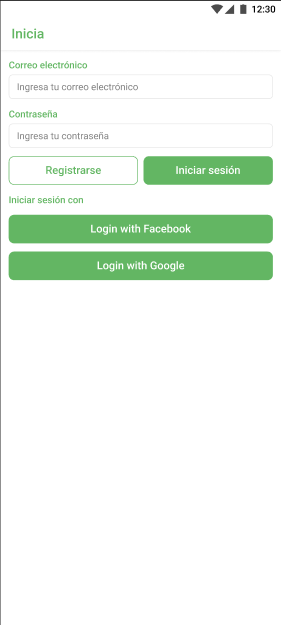 12:30
Inicia
Correo electrónico
Ingresa tu correo electrónico
Contraseña
Ingresa tu contraseña
Registrarse Iniciar sesión
Iniciar sesión con
Login with Facebook
Login with Google